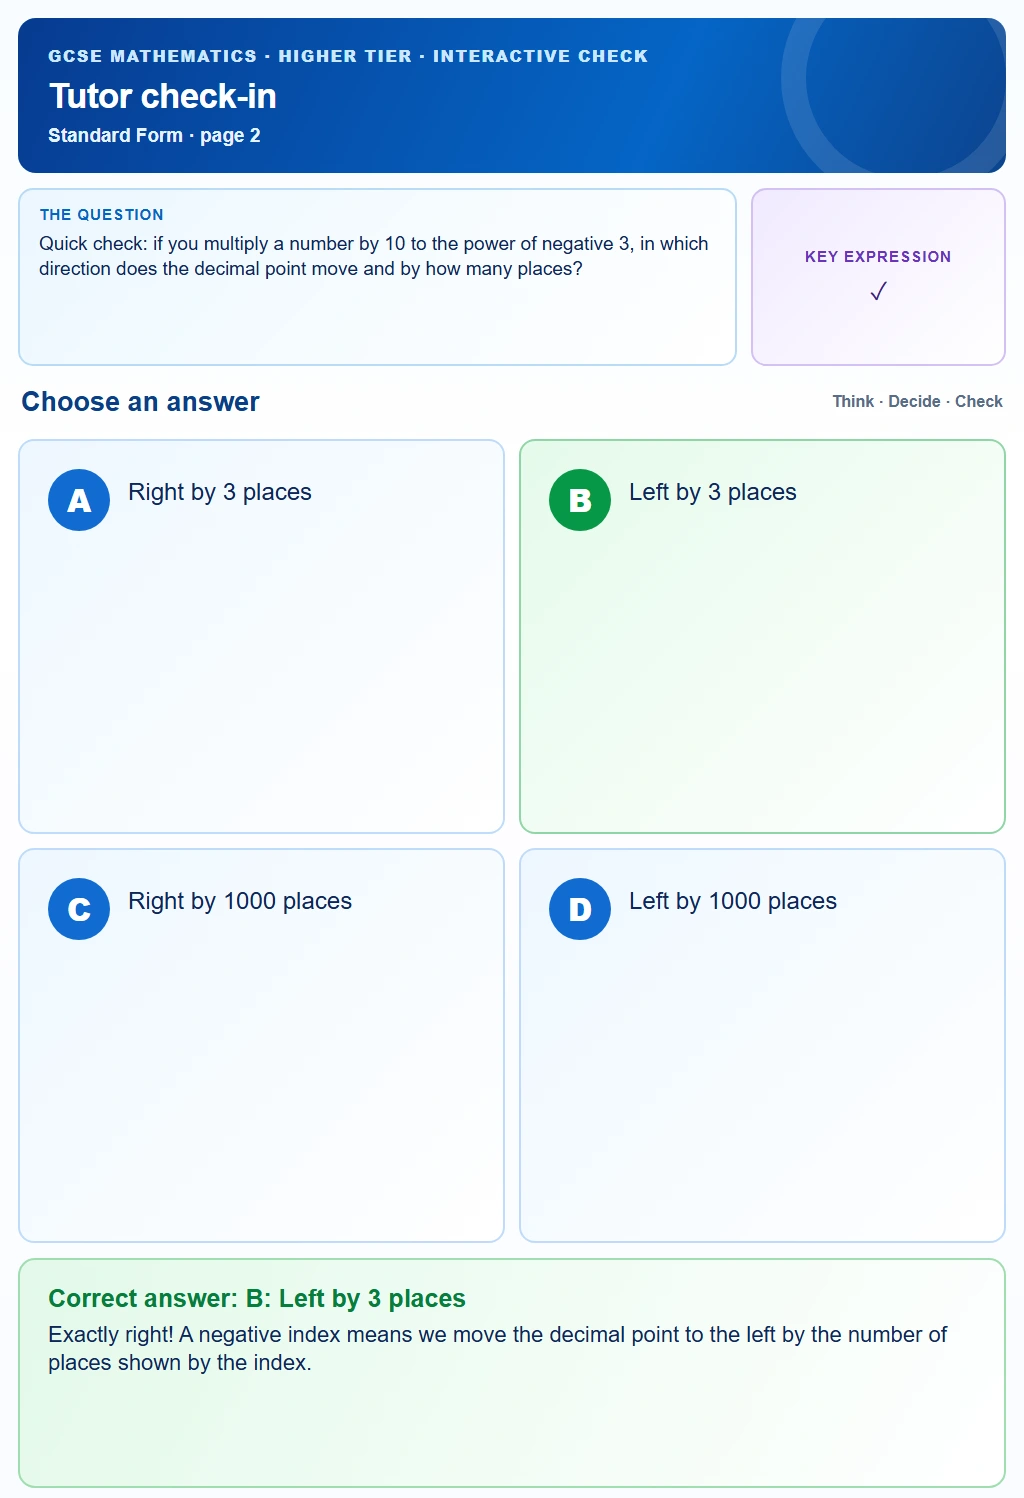 GCSE MATHEMATICS · HIGHER TIER · INTERACTIVE CHECK
Tutor check-in
Standard Form · page 2
THE QUESTION
Quick check: if you multiply a number by 10 to the power of negative 3, in which
direction does the decimal point move and by how many places?
KEY EXPRESSION
✓
Choose an answer
Think · Decide · Check
A
Right by 3 places
B
Left by 3 places
C
Right by 1000 places
D
Left by 1000 places
Correct answer: B: Left by 3 places
Exactly right! A negative index means we move the decimal point to the left by the number of
places shown by the index.